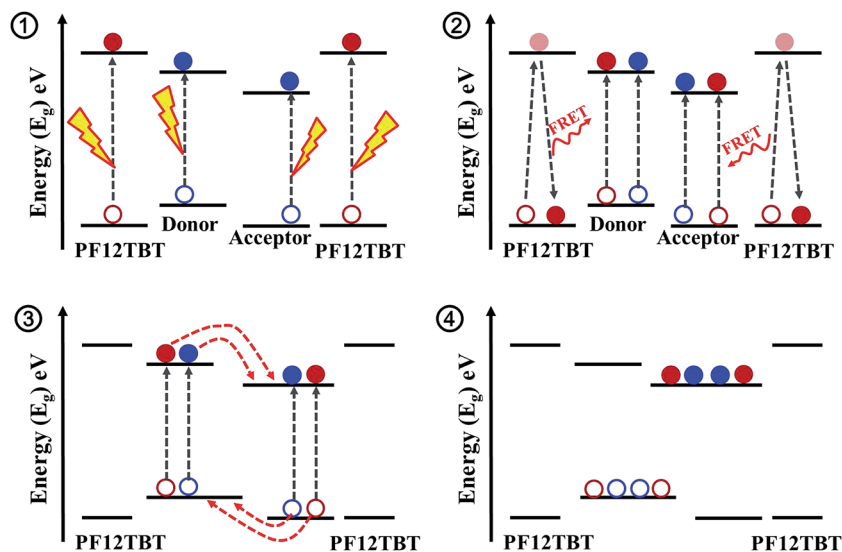 ①
Energy (Eg) eV
Donor
Acceptor
PF12TBT
PF12TBT
②
Energy (Eg) eV
FRET
FRET
Donor
Acceptor
PF12TBT
PF12TBT
③
Energy (Eg) eV
PF12TBT
PF12TBT
④
Energy (Eg) eV
PF12TBT
PF12TBT